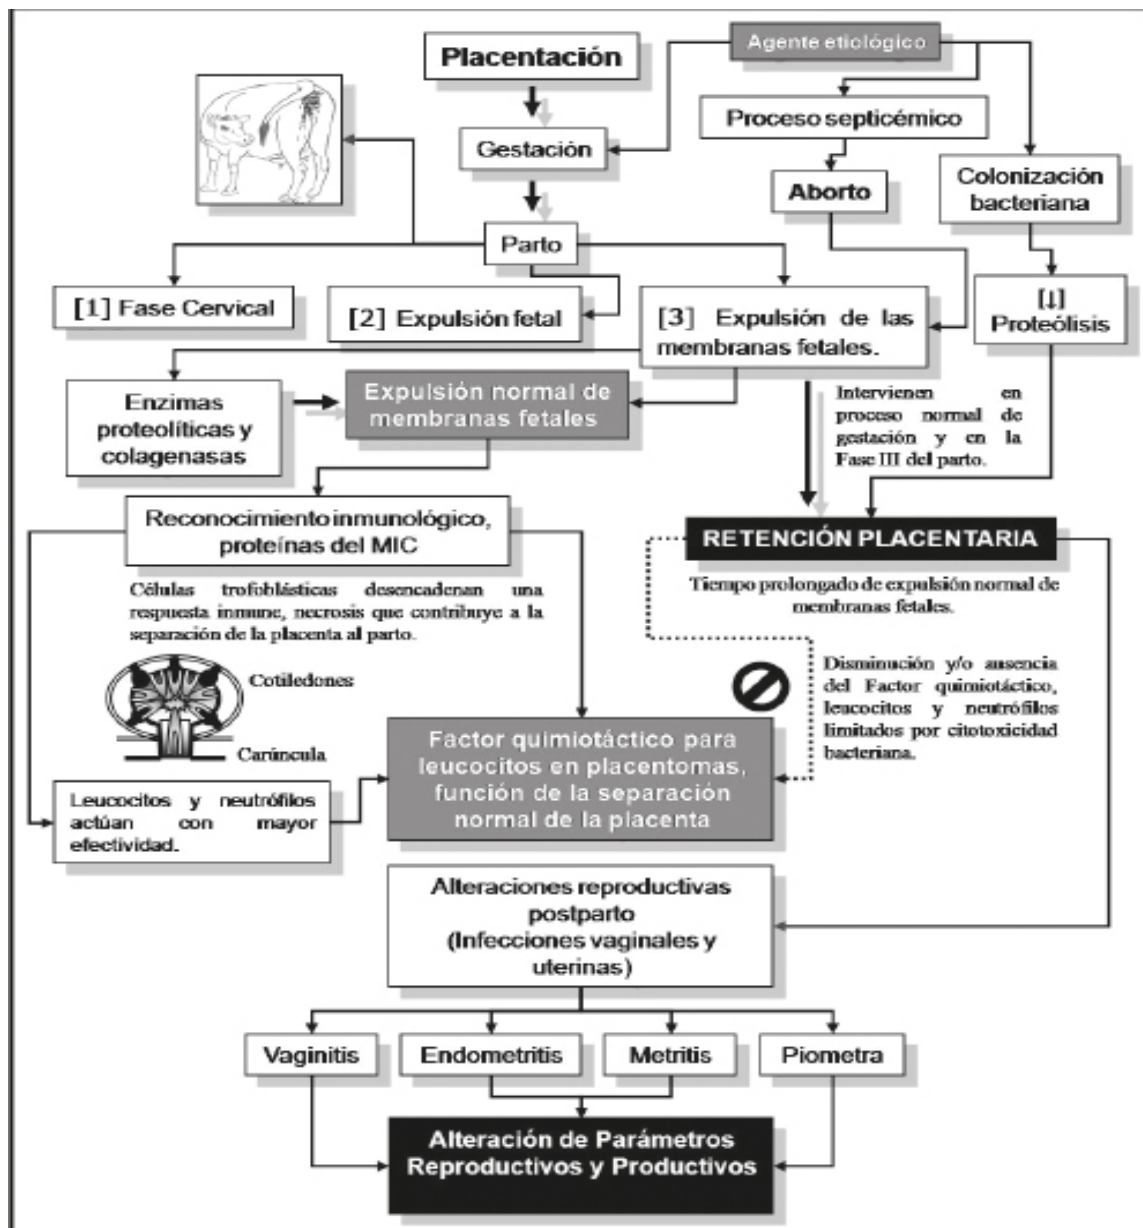 Placentación
Agente etiológico
Proceso septicémico
Gestación
Aborto
Colonización
bacteriana
Parto
[1] Fase Cervical
[2] Expulsión fetal
[3] Expulsión de las
membranas fetales.
[↓]
Proteólisis
Enzimas
proteolíticas y
colagenasas
Expulsión normal de
membranas fetales
Intervienen en
proceso normal de
gestación y en la
Fase III del parto.
Reconocimiento inmunológico,
proteínas del MIC
RETENCIÓN PLACENTARIA
Células trofoblásticas desencadenan una
respuesta inmune, necrosis que contribuye a la
separación de la placenta al parto.
Tiempo prolongado de expulsión normal de
membranas fetales.
Cotiledones
Carúncula
Disminución y/o ausencia
del Factor quimiotáctico,
leucocitos y neutrófilos
limitados por citotoxicidad
bacteriana.
Factor quimiotáctico para
leucocitos en placentomas,
función de la separación
normal de la placenta
Leucocitos y neutrófilos
actúan con mayor
efectividad.
Alteraciones reproductivas
postparto
(Infecciones vaginales y
uterinas)
Vaginitis
Endometritis
Metritis
Piometra
Alteración de Parámetros
Reproductivos y Productivos